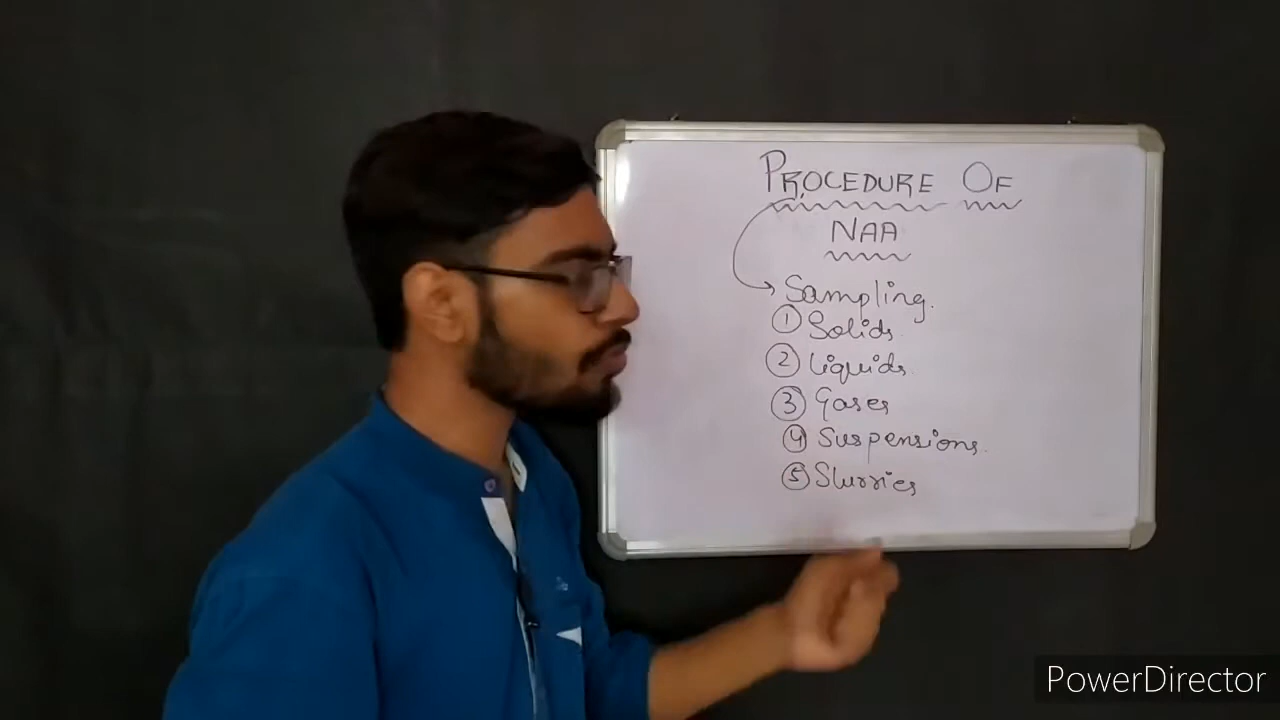 PROCEDURE OF
NAA
Sampling.
① Solids.
② Liquids.
③ Gases
④ Suspensions.
⑤ Slurries
PowerDirector